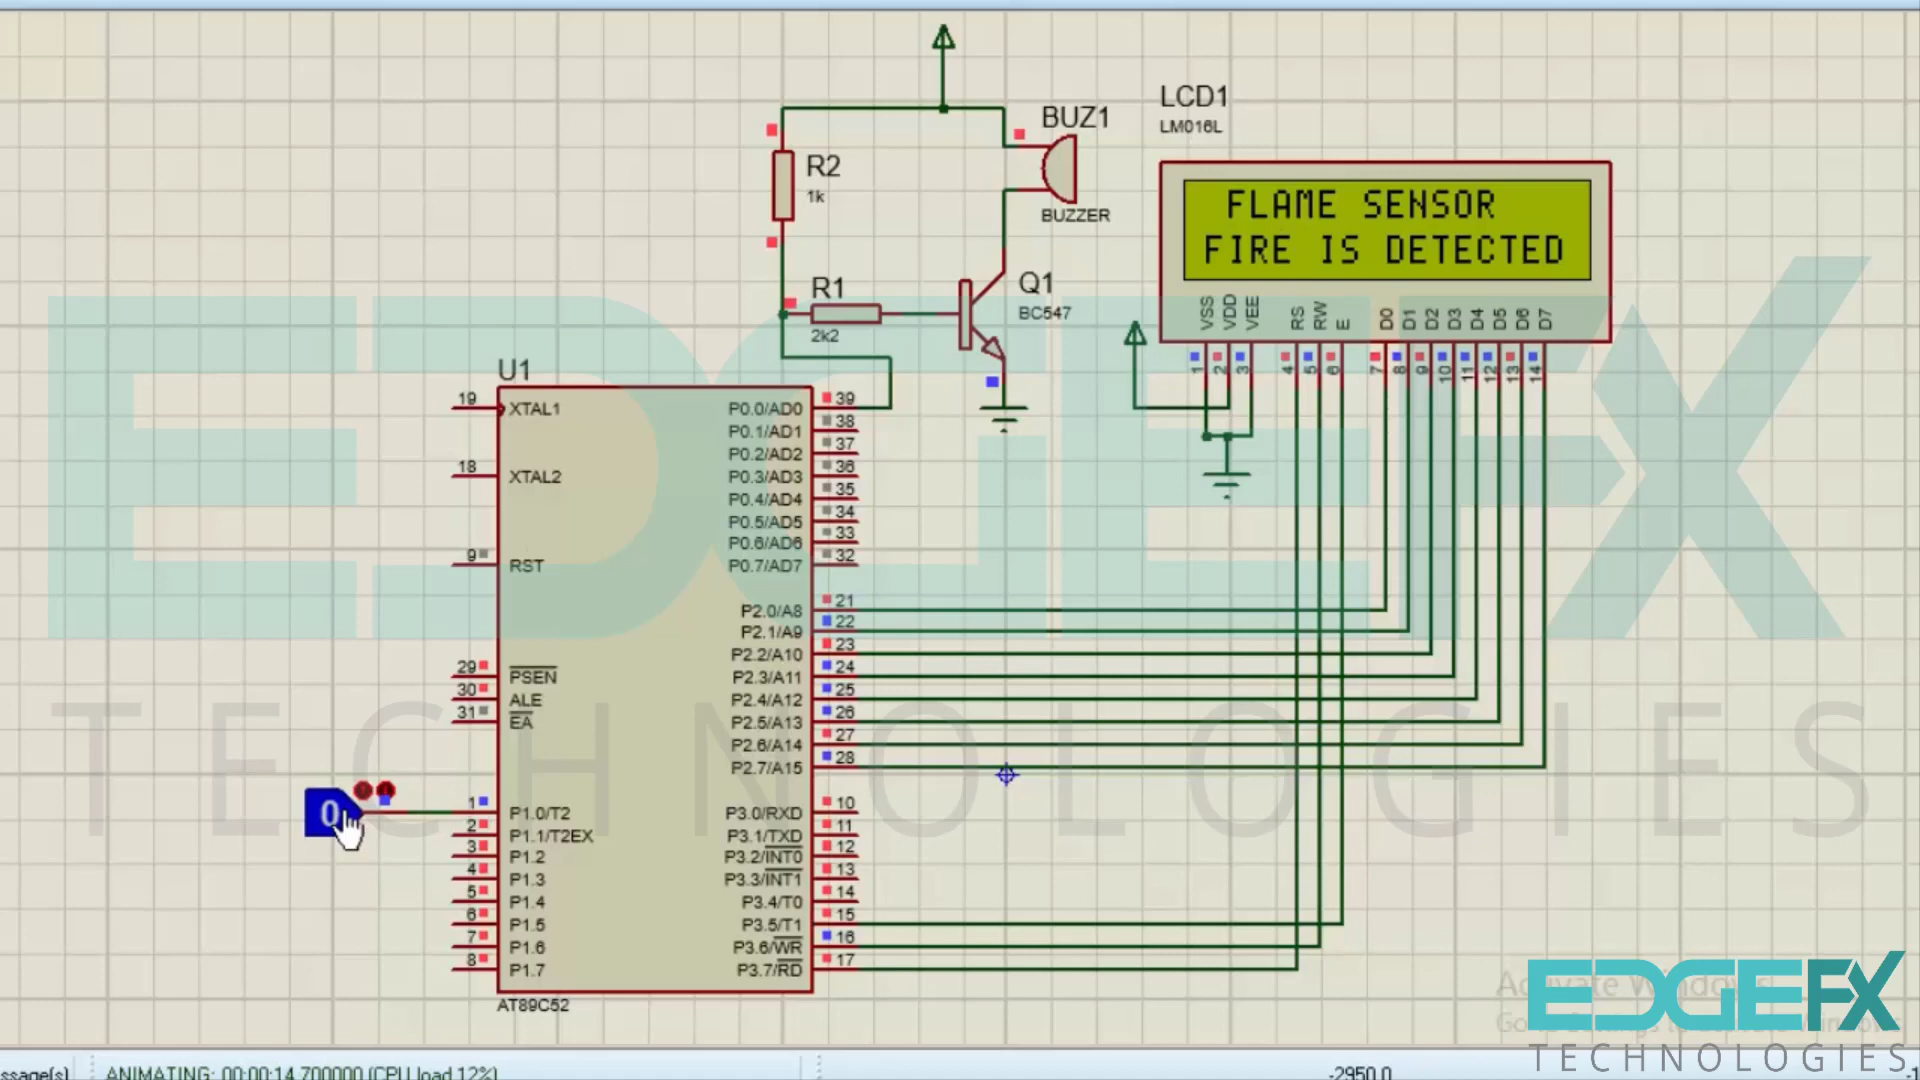 BUZ1
BUZZER
LCD1
LM016L
FLAME SENSOR
FIRE IS DETECTED
VSS VDD VEE RS RW E D0 D1 D2 D3 D4 D5 D6 D7
1 2 3 4 5 6 7 8 9 10 11 12 13 14
R2
1k
R1
2k2
Q1
BC547
U1
19 XTAL1 P0.0/AD0 39
P0.1/AD1 38
P0.2/AD2 37
18 XTAL2 P0.3/AD3 36
P0.4/AD4 35
P0.5/AD5 34
P0.6/AD6 33
9 RST P0.7/AD7 32
P2.0/A8 21
P2.1/A9 22
P2.2/A10 23
29 PSEN P2.3/A11 24
30 ALE P2.4/A12 25
31 EA P2.5/A13 26
P2.6/A14 27
P2.7/A15 28
0
1 P1.0/T2 P3.0/RXD 10
2 P1.1/T2EX P3.1/TXD 11
3 P1.2 P3.2/INT0 12
4 P1.3 P3.3/INT1 13
5 P1.4 P3.4/T0 14
6 P1.5 P3.5/T1 15
7 P1.6 P3.6/WR 16
8 P1.7 P3.7/RD 17
AT89C52
EDGEFX
TECHNOLOGIES
Activate Windows
EDGEFX
TECHNOLOGIES
ssage(s) ANIMATING: 00:00:14.700000 (CPU load 12%) -2950.0